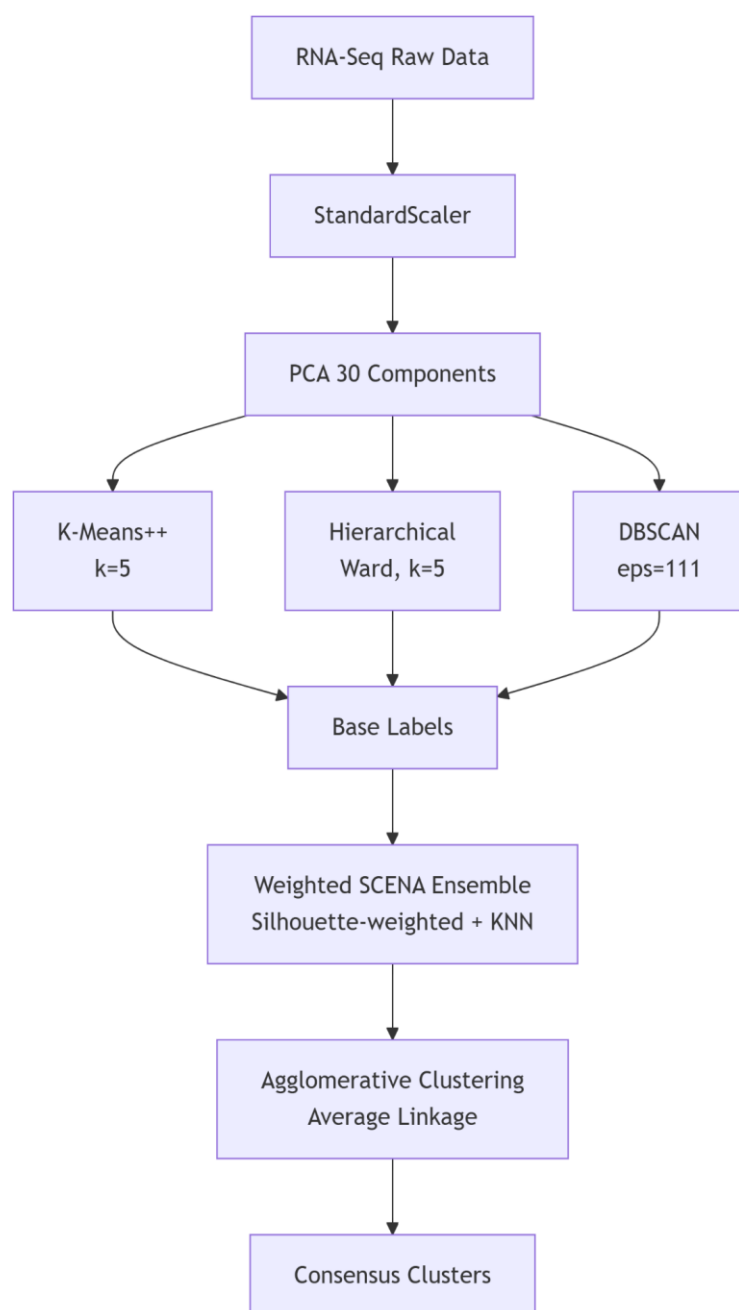 RNA-Seq Raw Data
StandardScaler
PCA 30 Components
K-Means++
k=5
Hierarchical
Ward, k=5
DBSCAN
eps=111
Base Labels
Weighted SCENA Ensemble
Silhouette-weighted + KNN
Agglomerative Clustering
Average Linkage
Consensus Clusters